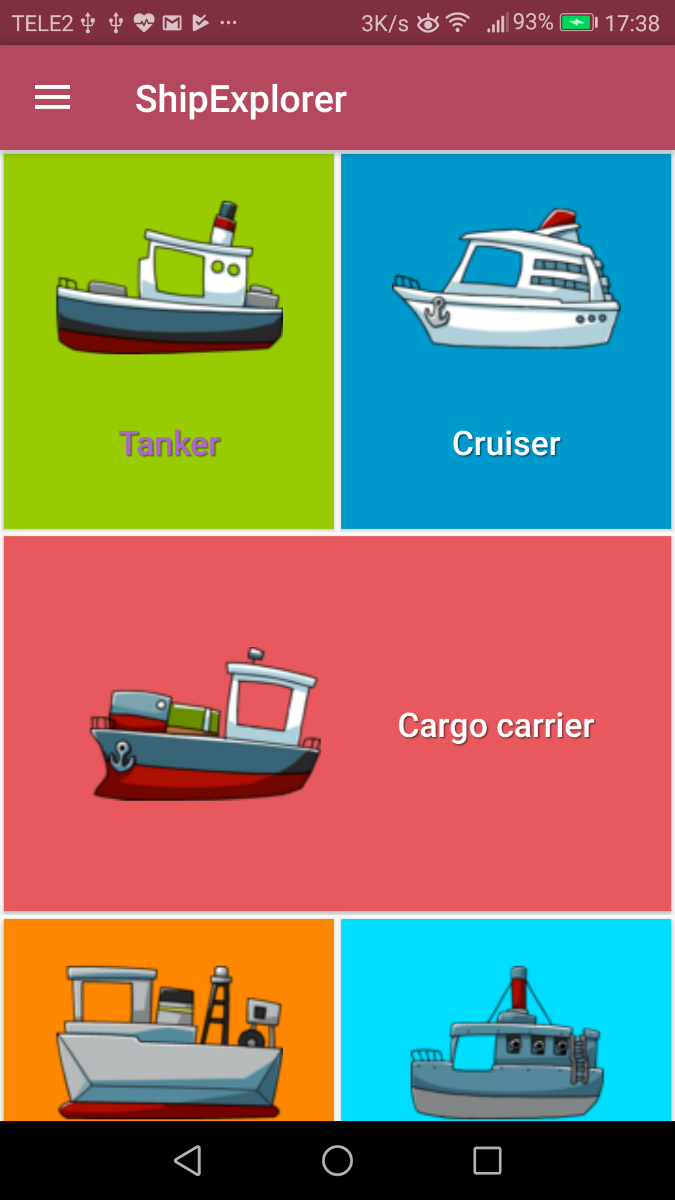 TELE2 3K/s 93% 17:38
ShipExplorer
Tanker
Cruiser
Cargo carrier